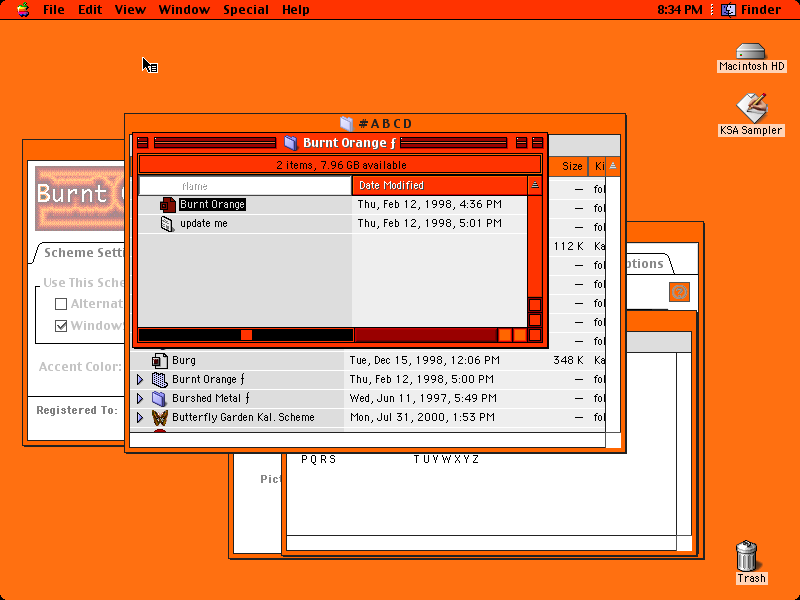 File Edit View Window Special Help 8:34 PM Finder
Macintosh HD
KSA Sampler
#ABCD
Burnt Orange ƒ
2 items, 7.96 GB available
Name Date Modified
Burnt Orange Thu, Feb 12, 1998, 4:36 PM
update me Thu, Feb 12, 1998, 5:01 PM
Size Ki
— fol
— fol
— fol
112 K Ka
— fol
— fol
— fol
— fol
— fol
Burg Tue, Dec 15, 1998, 12:06 PM 348 K Ka
Burnt Orange ƒ Thu, Feb 12, 1998, 5:00 PM — fol
Burshed Metal ƒ Wed, Jun 11, 1997, 5:49 PM — fol
Butterfly Garden Kal. Scheme Mon, Jul 31, 2000, 1:53 PM — fol
Burnt
Scheme Setti
Use This Sche
Alternat
Window
Accent Color:
Registered To:
ptions
PQRS TUVWXYZ
Pict
Trash